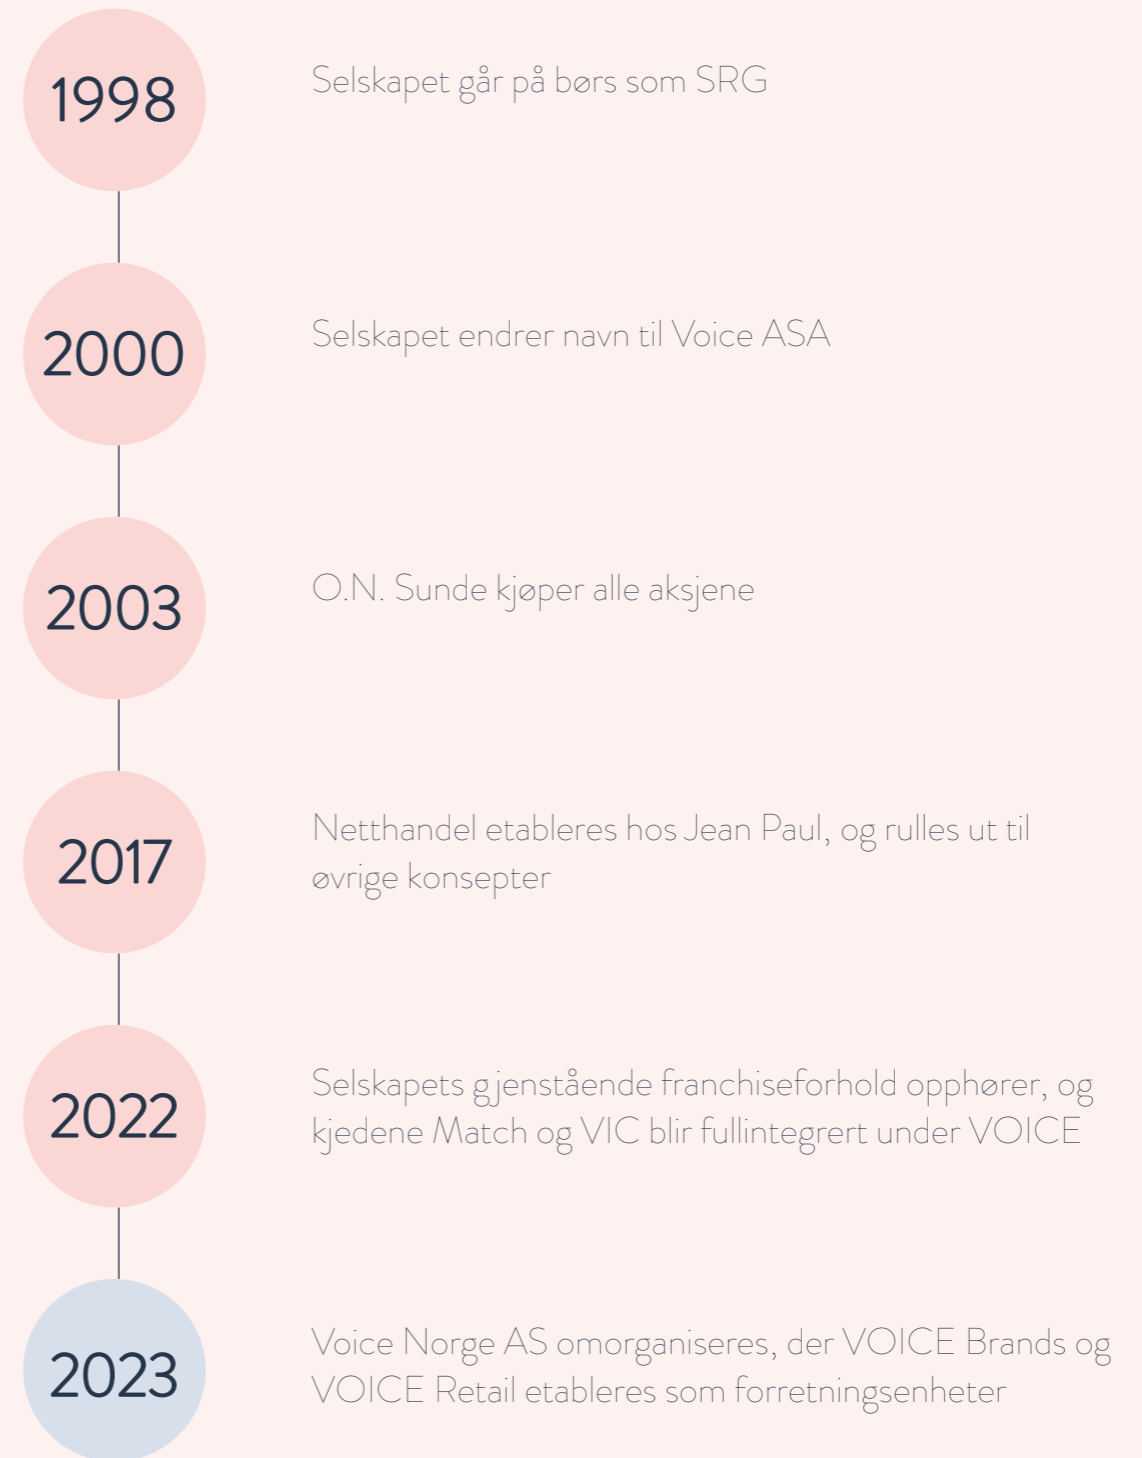 1998
Selskapet går på børs som SRG
2000
Selskapet endrer navn til Voice ASA
2003
O.N. Sunde kjøper alle aksjene
2017
Netthandel etableres hos Jean Paul, og rulles ut til
øvrige konsepter
2022
Selskapets gjenstående franchiseforhold opphører, og
kjedene Match og VIC blir fullintegrert under VOICE
2023
Voice Norge AS omorganiseres, der VOICE Brands og
VOICE Retail etableres som forretningsenheter